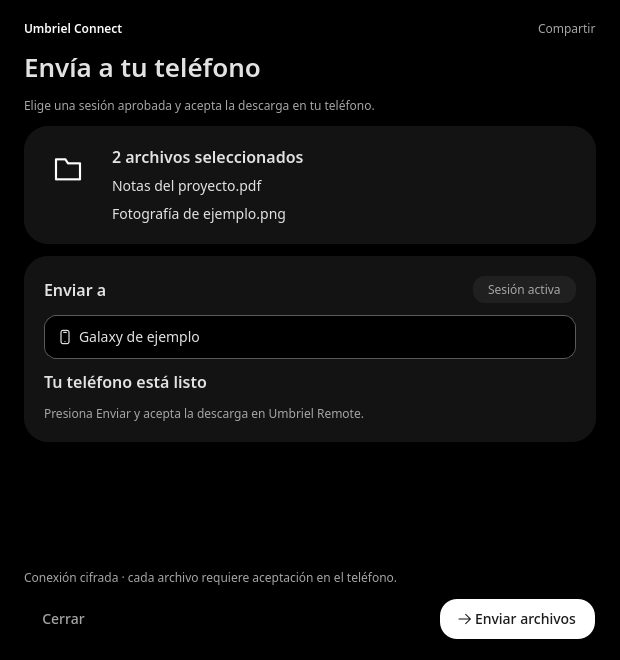 Umbriel Connect
Compartir
Envía a tu teléfono
Elige una sesión aprobada y acepta la descarga en tu teléfono.
2 archivos seleccionados
Notas del proyecto.pdf
Fotografía de ejemplo.png
Enviar a
Sesión activa
Galaxy de ejemplo
Tu teléfono está listo
Presiona Enviar y acepta la descarga en Umbriel Remote.
Conexión cifrada · cada archivo requiere aceptación en el teléfono.
Cerrar
Enviar archivos